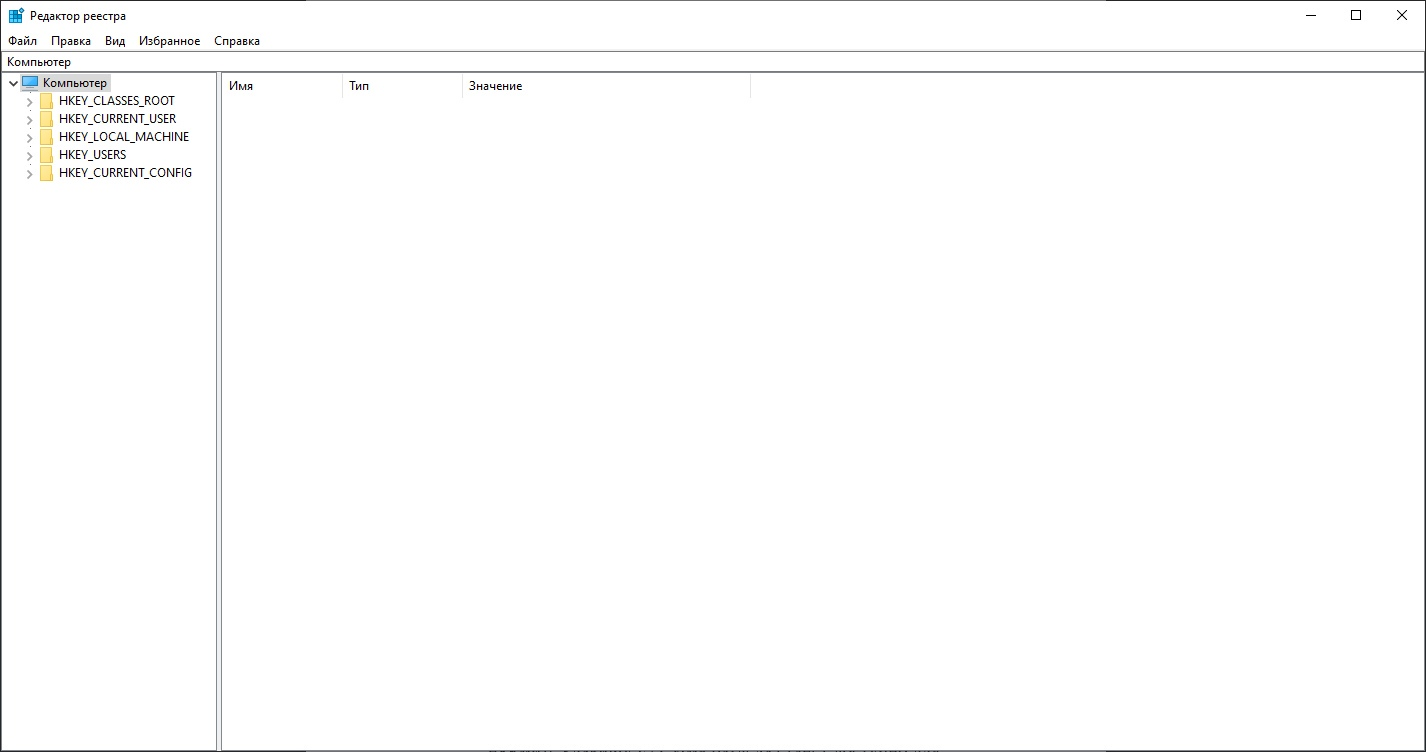 Редактор реестра
Файл Правка Вид Избранное Справка
Компьютер
Компьютер
HKEY_CLASSES_ROOT
HKEY_CURRENT_USER
HKEY_LOCAL_MACHINE
HKEY_USERS
HKEY_CURRENT_CONFIG
Имя Тип Значение